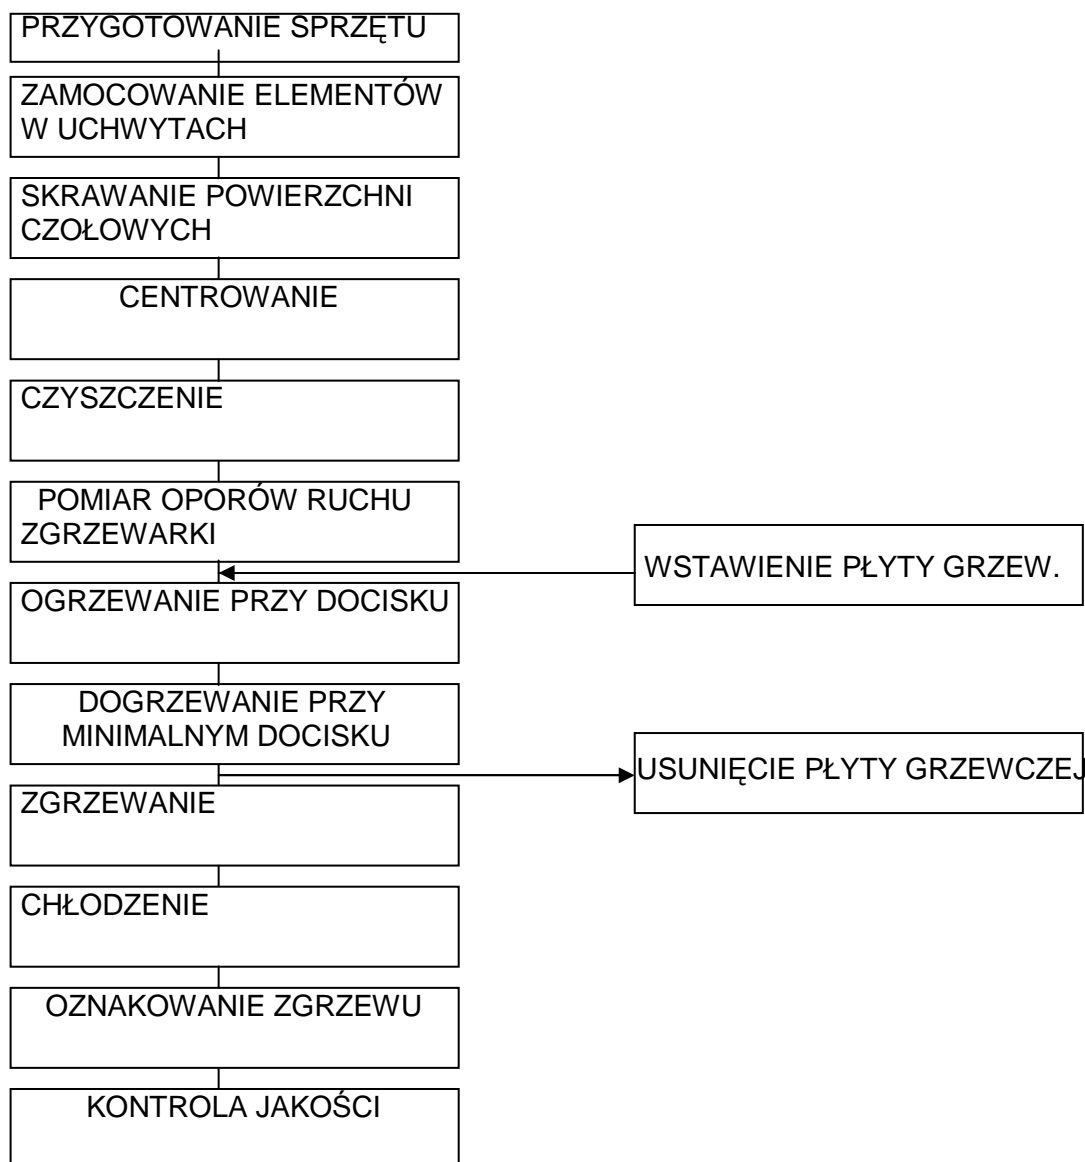 PRZYGOTOWANIE SPRZĘTU
ZAMOCOWANIE ELEMENTÓW
W UCHWYTACH
SKRAWANIE POWIERZCHNI
CZOŁOWYCH
CENTROWANIE
CZYSZCZENIE
POMIAR OPORÓW RUCHU
ZGRZEWARKI
WSTAWIENIE PŁYTY GRZEW.
OGRZEWANIE PRZY DOCISKU
DOGRZEWANIE PRZY
MINIMALNYM DOCISKU
USUNIĘCIE PŁYTY GRZEWCZEJ
ZGRZEWANIE
CHŁODZENIE
OZNAKOWANIE ZGRZEWU
KONTROLA JAKOŚCI